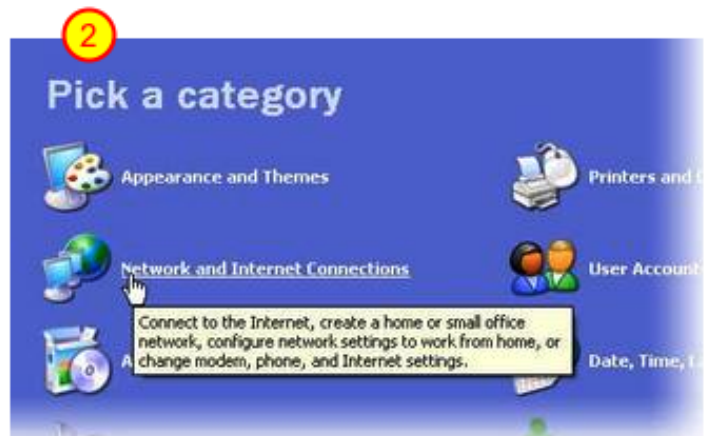 2
Pick a category
Appearance and Themes
Printers and
Network and Internet Connections
User Account
Connect to the Internet, create a home or small office
network, configure network settings to work from home, or
change modem, phone, and Internet settings.
A
Date, Time,